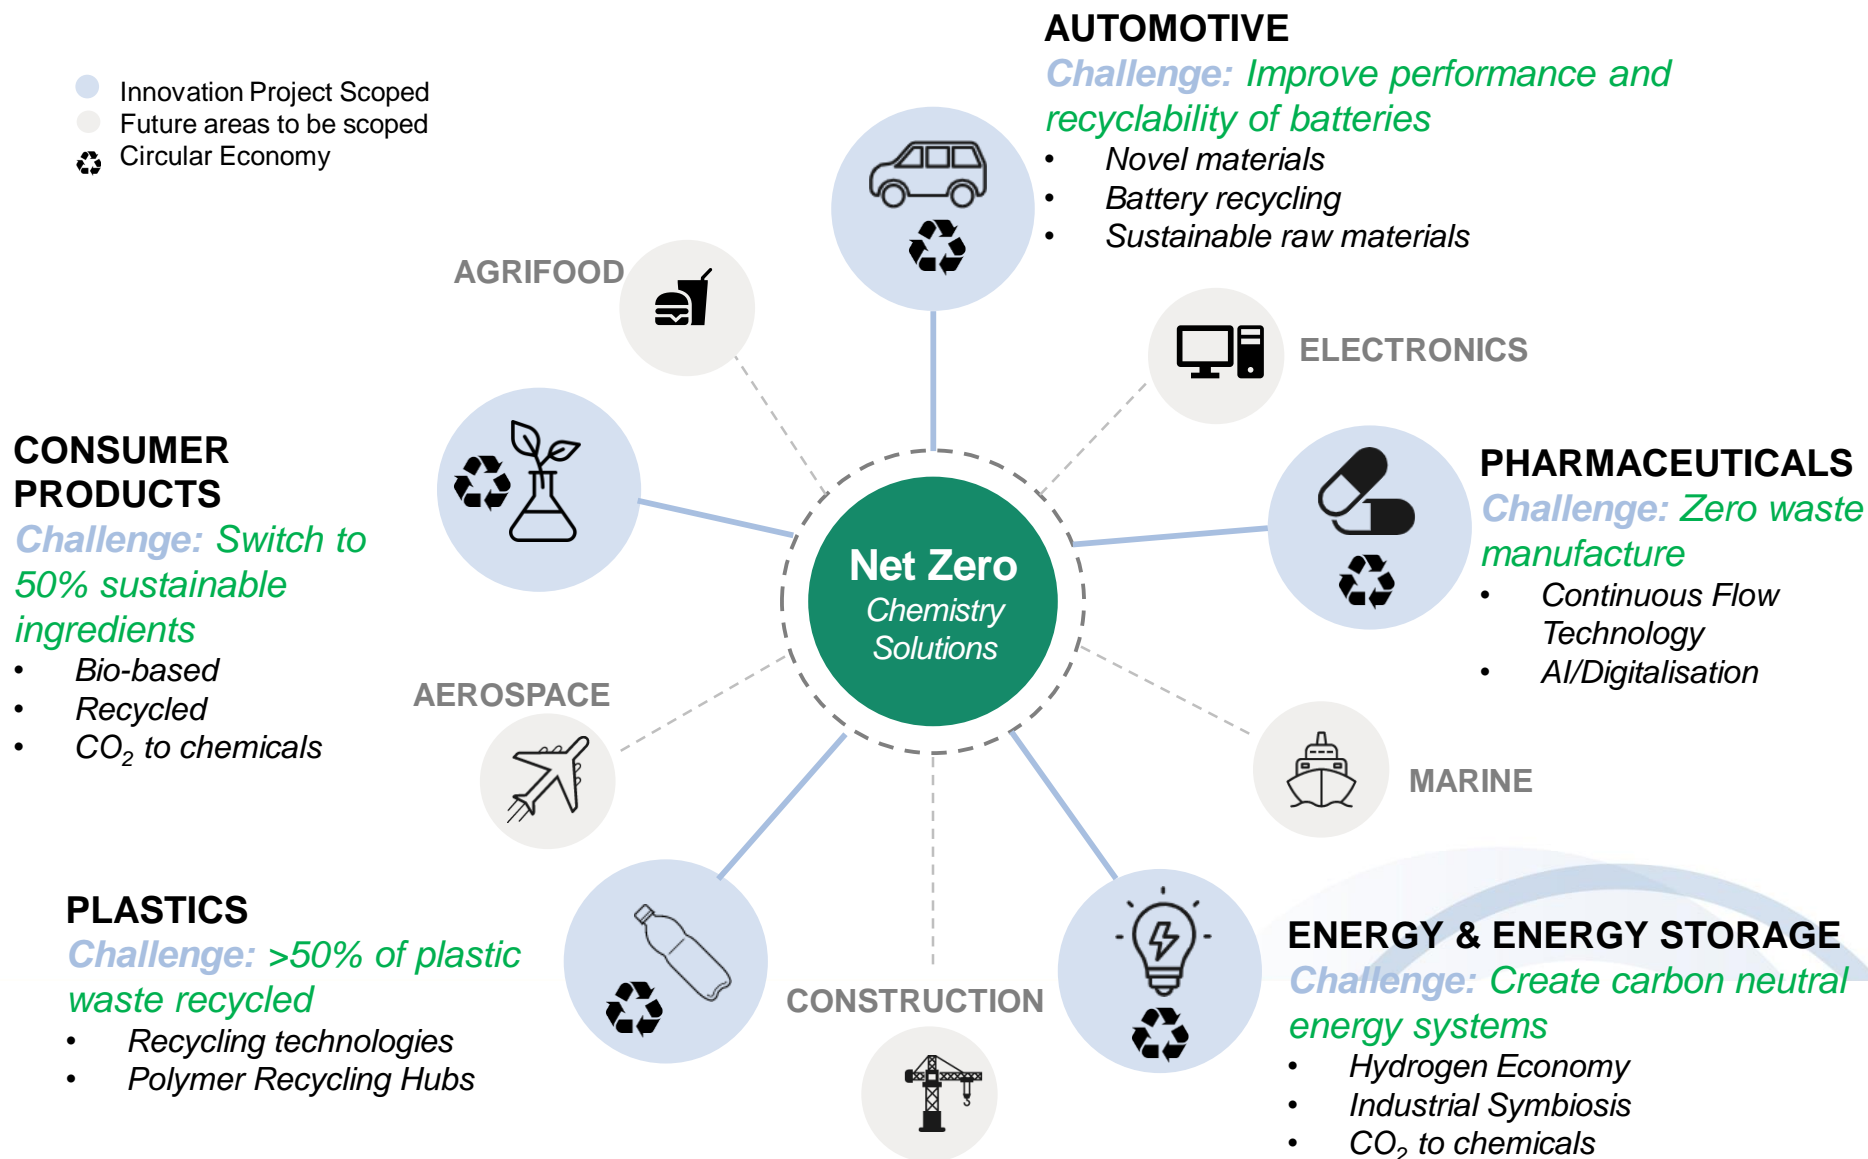 Innovation Project Scoped
Future areas to be scoped
Circular Economy
AUTOMOTIVE
Challenge: Improve performance and
recyclability of batteries
• Novel materials
• Battery recycling
• Sustainable raw materials
AGRIFOOD
ELECTRONICS
CONSUMER
PRODUCTS
Challenge: Switch to
50% sustainable
ingredients
• Bio-based
• Recycled
• CO₂ to chemicals
PHARMACEUTICALS
Challenge: Zero waste
manufacture
• Continuous Flow
Technology
• AI/Digitalisation
Net Zero
Chemistry
Solutions
AEROSPACE
MARINE
PLASTICS
Challenge: >50% of plastic
waste recycled
• Recycling technologies
• Polymer Recycling Hubs
CONSTRUCTION
ENERGY & ENERGY STORAGE
Challenge: Create carbon neutral
energy systems
• Hydrogen Economy
• Industrial Symbiosis
• CO₂ to chemicals